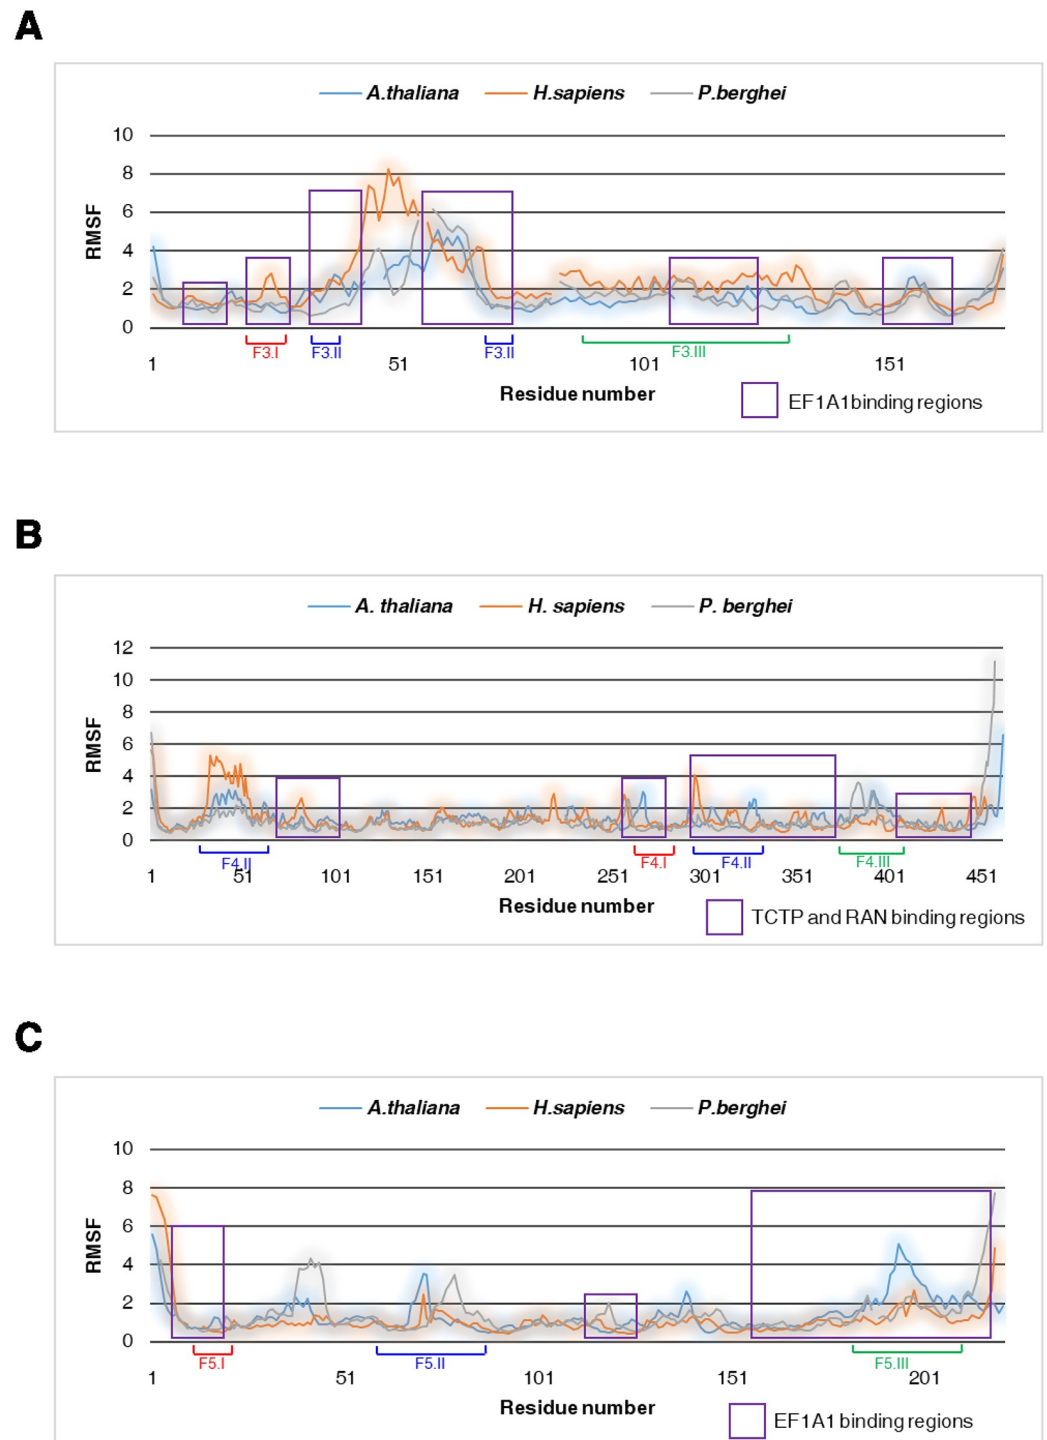 A
A.thaliana H.sapiens P.berghei
10
8
6
4
2
0
RMSF
F3.I F3.II F3.II F3.III
1 51 101 151
Residue number
EF1A1binding regions
B
A. thaliana H. sapiens P. berghei
12
10
8
6
4
2
0
RMSF
F4.II F4.I F4.II F4.III
1 51 101 151 201 251 301 351 401 451
Residue number
TCTP and RAN binding regions
C
A.thaliana H.sapiens P.berghei
10
8
6
4
2
0
RMSF
F5.I F5.II F5.III
1 51 101 151 201
Residue number
EF1A1 binding regions